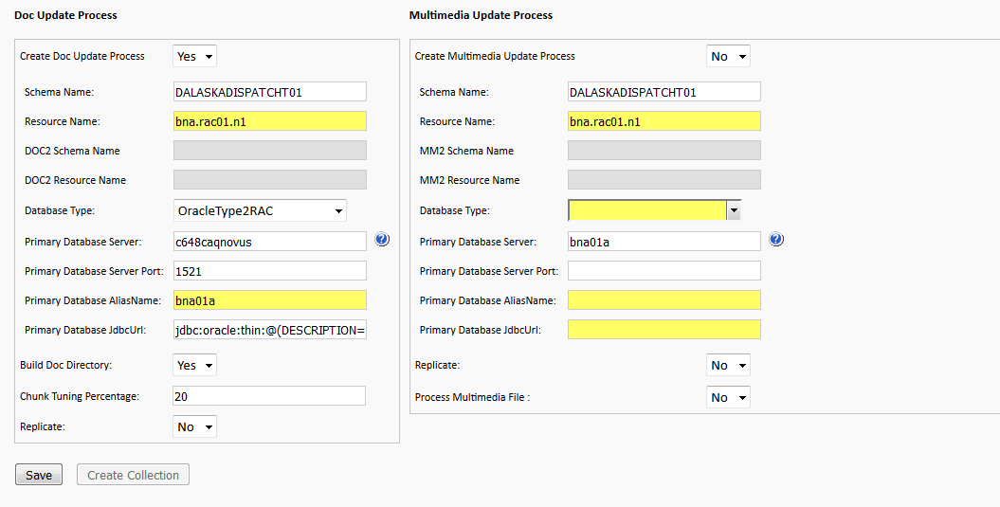 Doc Update Process
Create Doc Update Process Yes
Schema Name: DALASKADISPATCHT01
Resource Name: bna.rac01.n1
DOC2 Schema Name
DOC2 Resource Name
Database Type: OracleType2RAC
Primary Database Server: c648caqnovus ?
Primary Database Server Port: 1521
Primary Database AliasName: bna01a
Primary Database JdbcUrl: jdbc:oracle:thin:@(DESCRIPTION=
Build Doc Directory: Yes
Chunk Tuning Percentage: 20
Replicate: No
Multimedia Update Process
Create Multimedia Update Process No
Schema Name: DALASKADISPATCHT01
Resource Name: bna.rac01.n1
MM2 Schema Name
MM2 Resource Name
Database Type:
Primary Database Server: bna01a ?
Primary Database Server Port:
Primary Database AliasName:
Primary Database JdbcUrl:
Replicate: No
Process Multimedia File : No
Save Create Collection